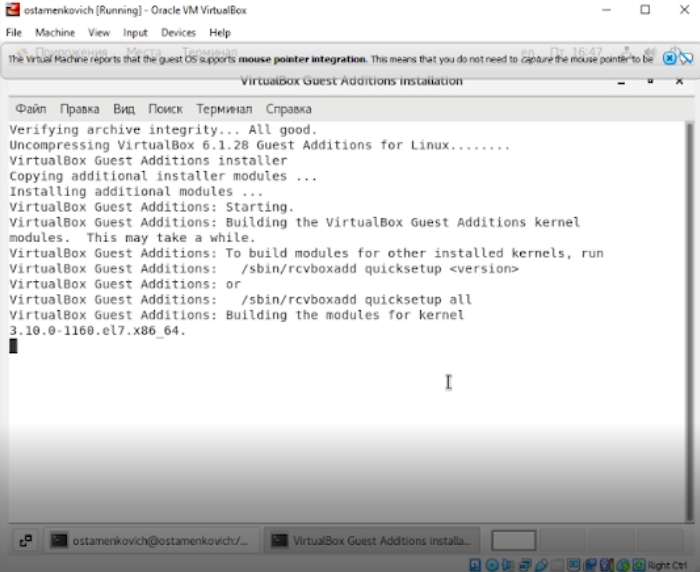 ostamenkovich [Running] - Oracle VM VirtualBox
File Machine View Input Devices Help
Приложения Места Терминал en Пт, 16:47
The Virtual Machine reports that the guest OS supports mouse pointer integration. This means that you do not need to capture the mouse pointer to be
VirtualBox Guest Additions installation
Файл Правка Вид Поиск Терминал Справка
Verifying archive integrity... All good.
Uncompressing VirtualBox 6.1.28 Guest Additions for Linux........
VirtualBox Guest Additions installer
Copying additional installer modules ...
Installing additional modules ...
VirtualBox Guest Additions: Starting.
VirtualBox Guest Additions: Building the VirtualBox Guest Additions kernel
modules.  This may take a while.
VirtualBox Guest Additions: To build modules for other installed kernels, run
VirtualBox Guest Additions:   /sbin/rcvboxadd quicksetup <version>
VirtualBox Guest Additions: or
VirtualBox Guest Additions:   /sbin/rcvboxadd quicksetup all
VirtualBox Guest Additions: Building the modules for kernel
3.10.0-1160.el7.x86_64.
ostamenkovich@ostamenkovich:/... VirtualBox Guest Additions installa...
Right Ctrl